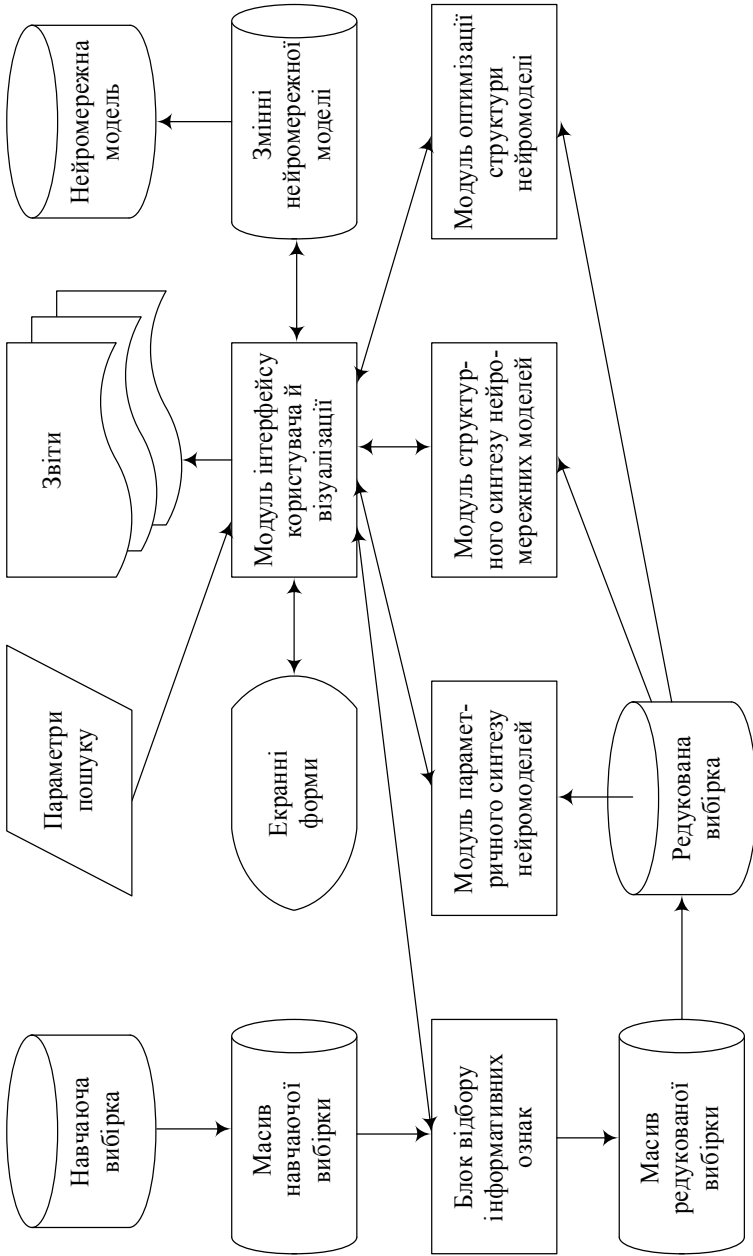 Навчаюча
вибірка
Параметри
пошуку
Звіти
Нейромережна
модель
Масив
навчаючої
вибірки
Екранні
форми
Модуль інтерфейсу
користувача й
візуалізації
Змінні
нейромережної
моделі
Блок відбору
інформативних
ознак
Модуль парамет-
ричного синтезу
нейромоделей
Модуль структур-
ного синтезу нейро-
мережних моделей
Модуль оптимізації
структури
нейромоделі
Масив
редукованої
вибірки
Редукована
вибірка